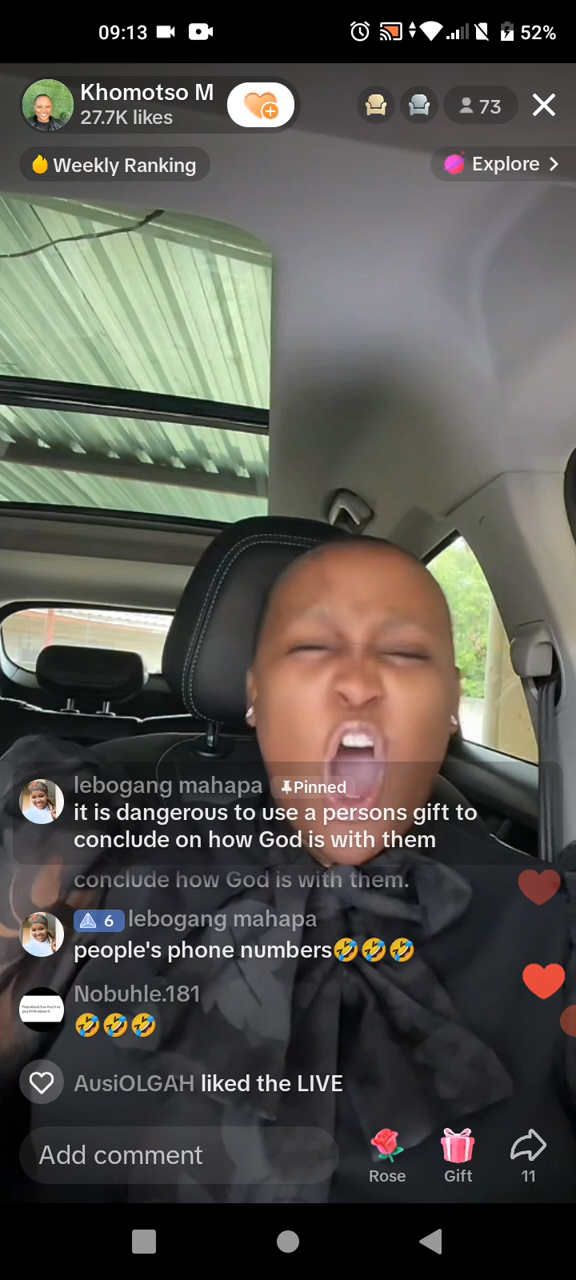 09:13
52%
Khomotso M
27.7K likes
73
Weekly Ranking
Explore
lebogang mahapa Pinned
it is dangerous to use a persons gift to
conclude on how God is with them
conclude how God is with them.
6 lebogang mahapa
people's phone numbers🤣🤣🤣
Nobuhle.181
🤣🤣🤣
AusiOLGAH liked the LIVE
Add comment
Rose
Gift
11